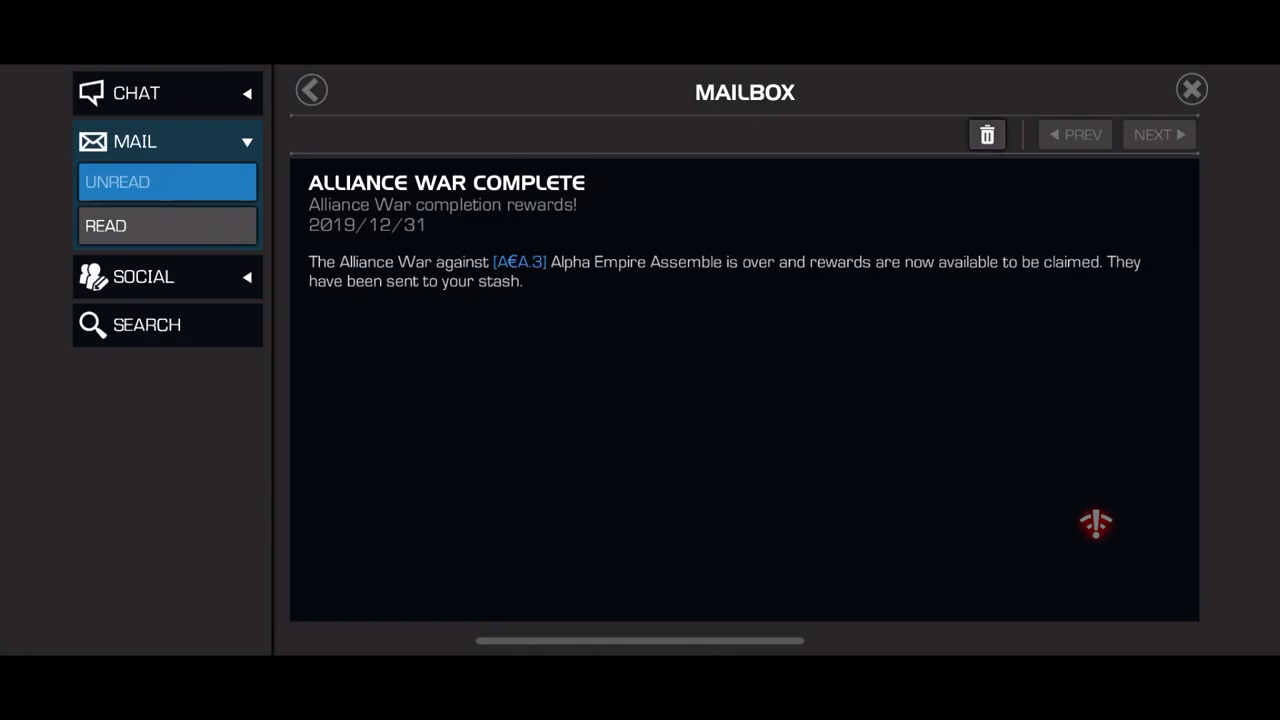 CHAT
MAIL
UNREAD
READ
SOCIAL
SEARCH
MAILBOX
PREV
NEXT
ALLIANCE WAR COMPLETE
Alliance War completion rewards!
2019/12/31
The Alliance War against [A€A.3] Alpha Empire Assemble is over and rewards are now available to be claimed. They
have been sent to your stash.